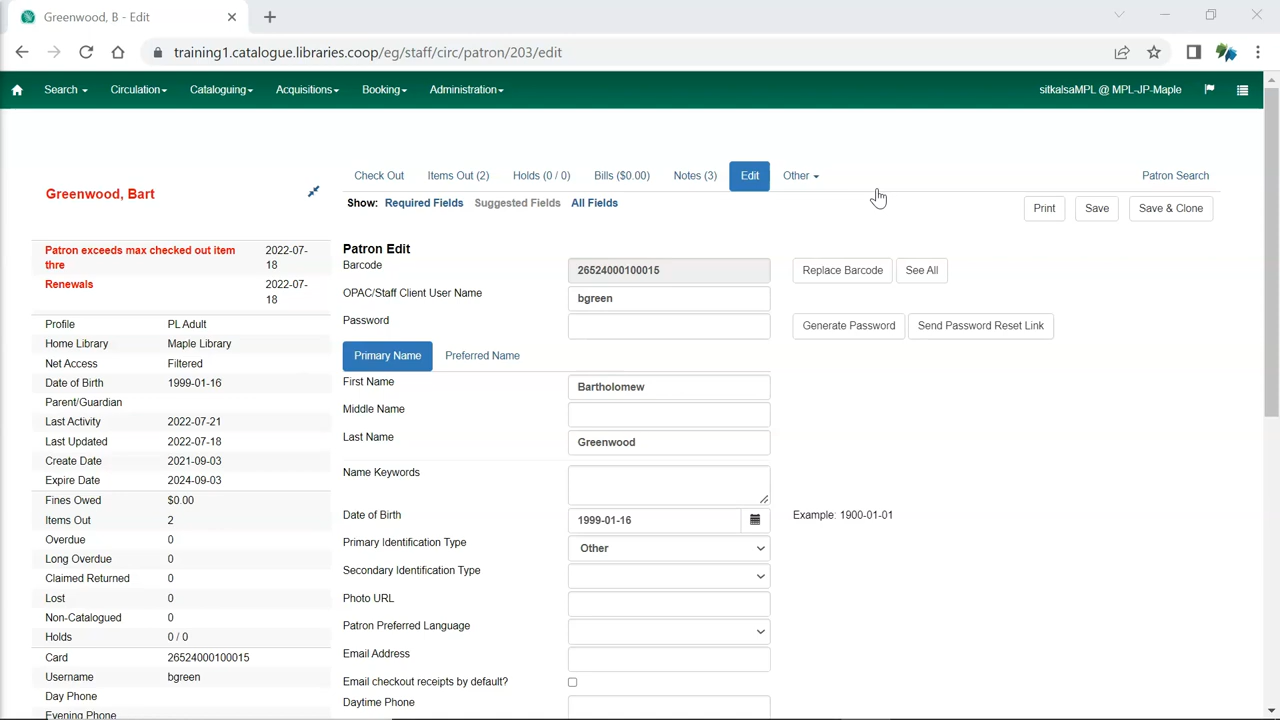 Greenwood, B - Edit
training1.catalogue.libraries.coop/eg/staff/circ/patron/203/edit
Search Circulation Cataloguing Acquisitions Booking Administration sitkalsaMPL @ MPL-JP-Maple
Greenwood, Bart
Patron exceeds max checked out item thre 2022-07-18
Renewals 2022-07-18
Profile PL Adult
Home Library Maple Library
Net Access Filtered
Date of Birth 1999-01-16
Parent/Guardian
Last Activity 2022-07-21
Last Updated 2022-07-18
Create Date 2021-09-03
Expire Date 2024-09-03
Fines Owed $0.00
Items Out 2
Overdue 0
Long Overdue 0
Claimed Returned 0
Lost 0
Non-Catalogued 0
Holds 0 / 0
Card 26524000100015
Username bgreen
Day Phone
Evening Phone
Check Out Items Out (2) Holds (0 / 0) Bills ($0.00) Notes (3) Edit Other Patron Search
Show: Required Fields Suggested Fields All Fields Print Save Save & Clone
Patron Edit
Barcode 26524000100015 Replace Barcode See All
OPAC/Staff Client User Name bgreen
Password Generate Password Send Password Reset Link
Primary Name Preferred Name
First Name Bartholomew
Middle Name
Last Name Greenwood
Name Keywords
Date of Birth 1999-01-16 Example: 1900-01-01
Primary Identification Type Other
Secondary Identification Type
Photo URL
Patron Preferred Language
Email Address
Email checkout receipts by default?
Daytime Phone